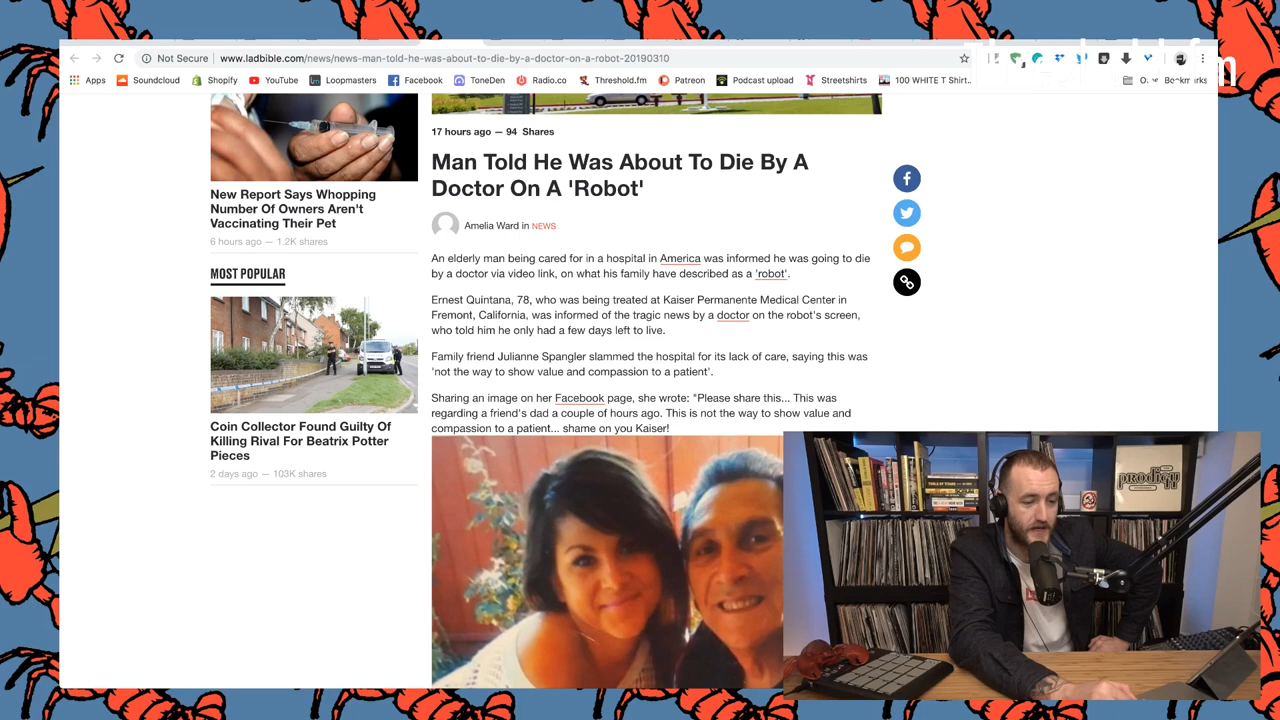 Not Secure
www.ladbible.com/news/news-man-told-he-was-about-to-die-by-a-doctor-on-a-robot-20190310
Apps
Soundcloud
Shopify
YouTube
Loopmasters
Facebook
ToneDen
Radio.co
Threshold.fm
Patreon
Podcast upload
Streetshirts
100 WHITE T Shirt…
New Report Says Whopping
Number Of Owners Aren't
Vaccinating Their Pet
6 hours ago — 1.2K shares
MOST POPULAR
Coin Collector Found Guilty Of
Killing Rival For Beatrix Potter
Pieces
2 days ago — 103K shares
17 hours ago — 94 Shares
Man Told He Was About To Die By A
Doctor On A 'Robot'
Amelia Ward in NEWS
An elderly man being cared for in a hospital in America was informed he was going to die
by a doctor via video link, on what his family have described as a 'robot'.
Ernest Quintana, 78, who was being treated at Kaiser Permanente Medical Center in
Fremont, California, was informed of the tragic news by a doctor on the robot's screen,
who told him he only had a few days left to live.
Family friend Julianne Spangler slammed the hospital for its lack of care, saying this was
'not the way to show value and compassion to a patient'.
Sharing an image on her Facebook page, she wrote: "Please share this... This was
regarding a friend's dad a couple of hours ago. This is not the way to show value and
compassion to a patient... shame on you Kaiser!
prodigy